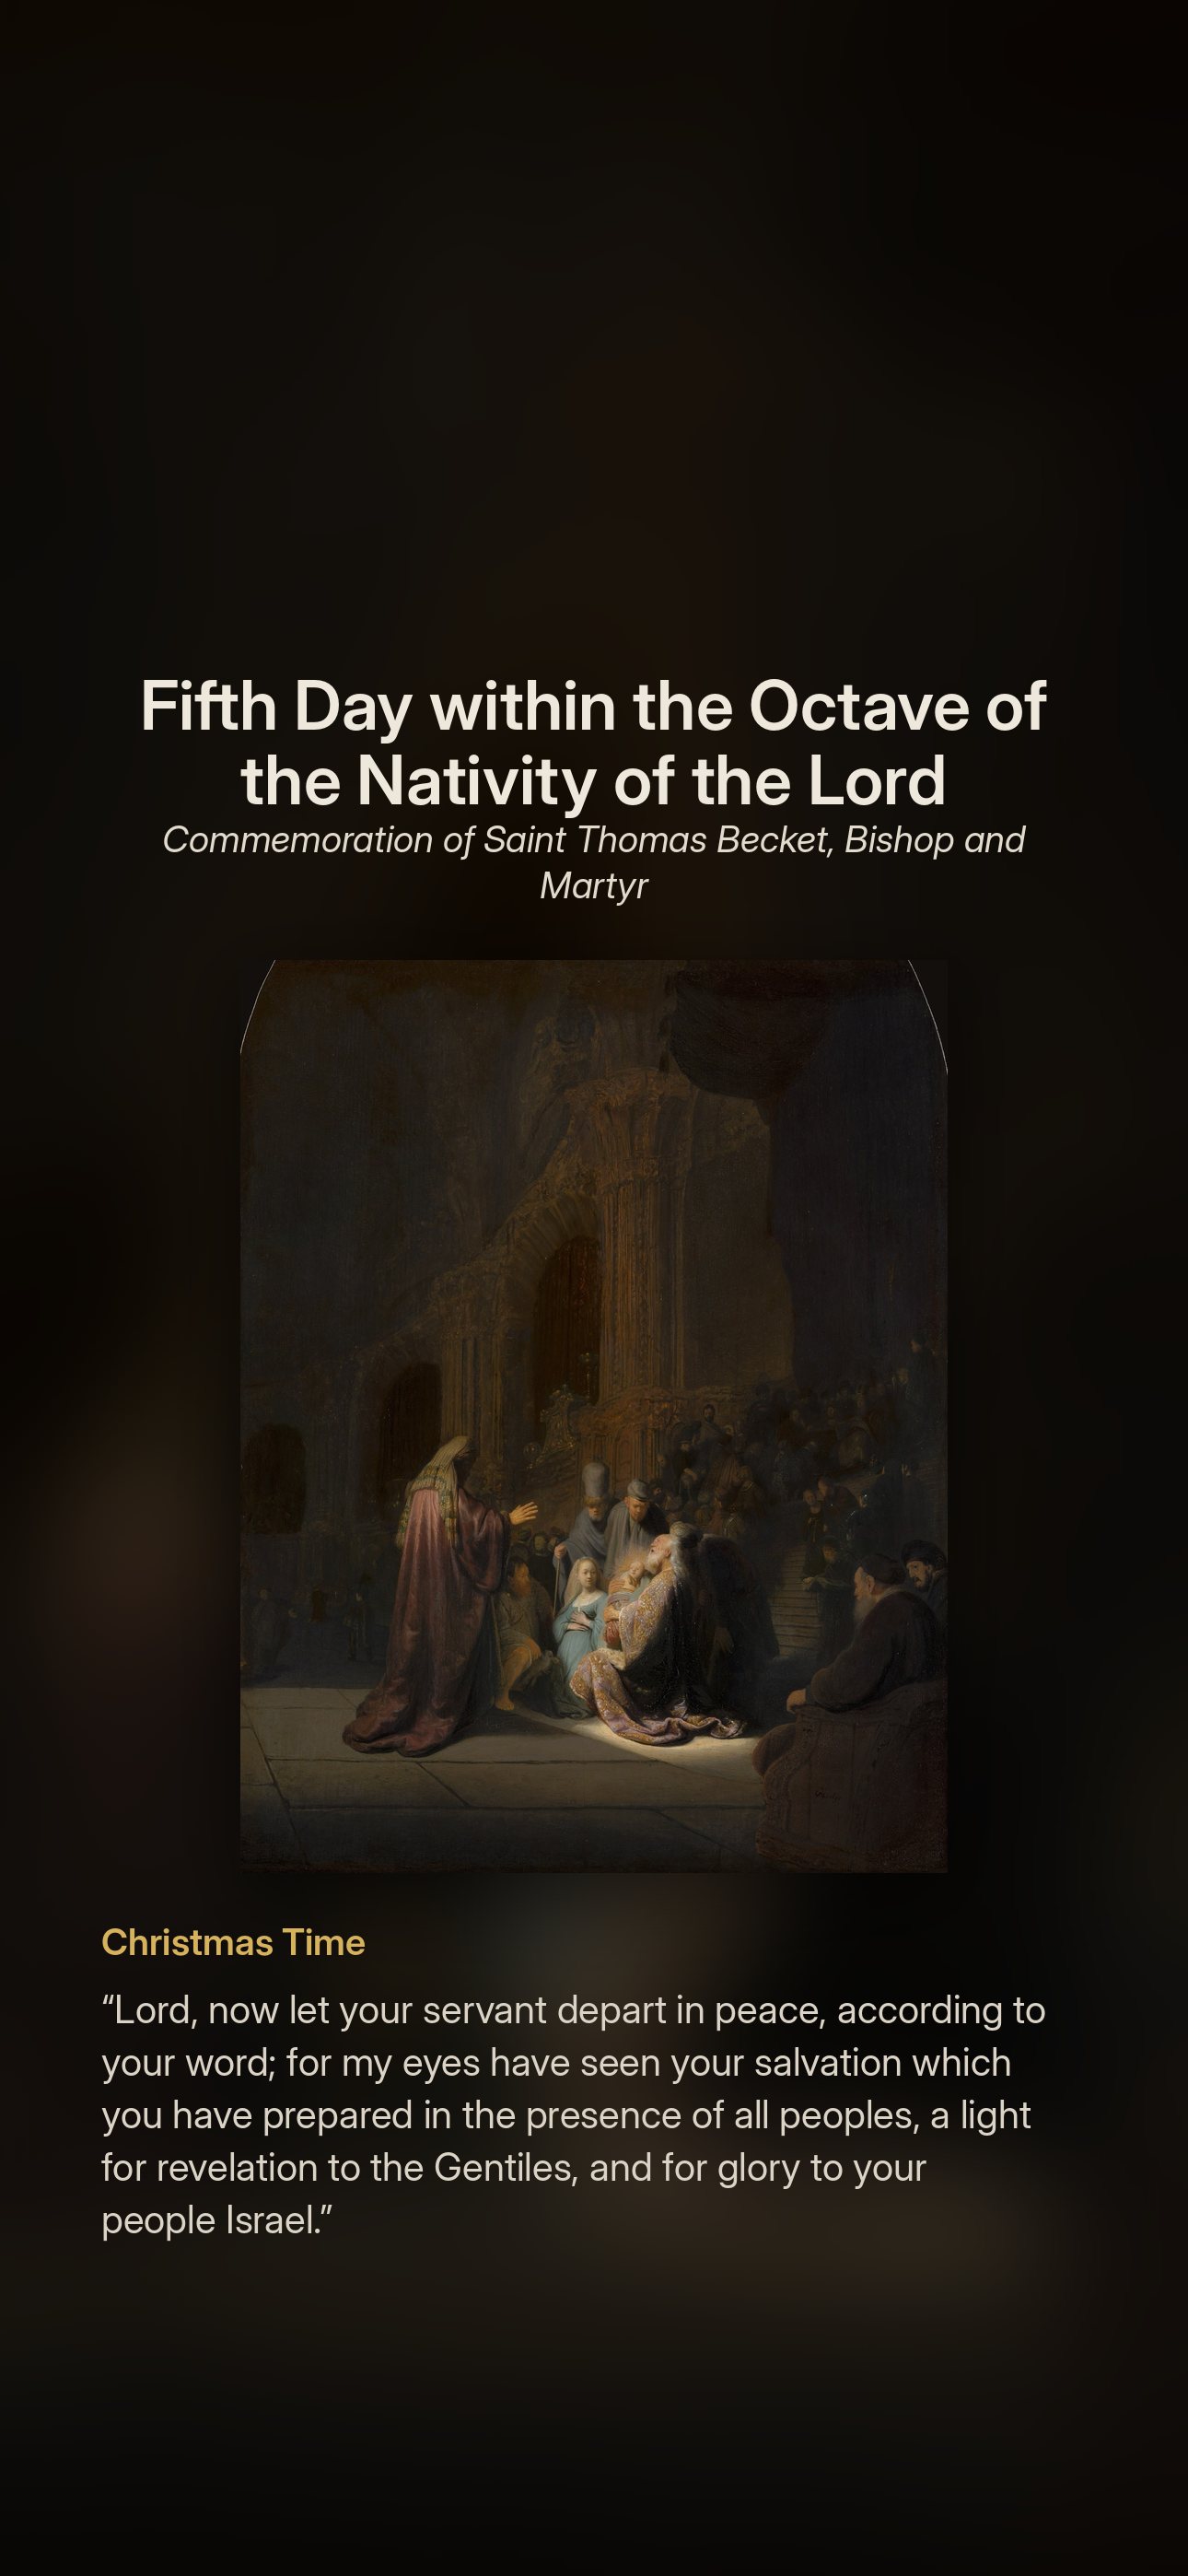 Fifth Day within the Octave of
the Nativity of the Lord
Commemoration of Saint Thomas Becket, Bishop and
Martyr
Christmas Time
“Lord, now let your servant depart in peace, according to
your word; for my eyes have seen your salvation which
you have prepared in the presence of all peoples, a light
for revelation to the Gentiles, and for glory to your
people Israel.”